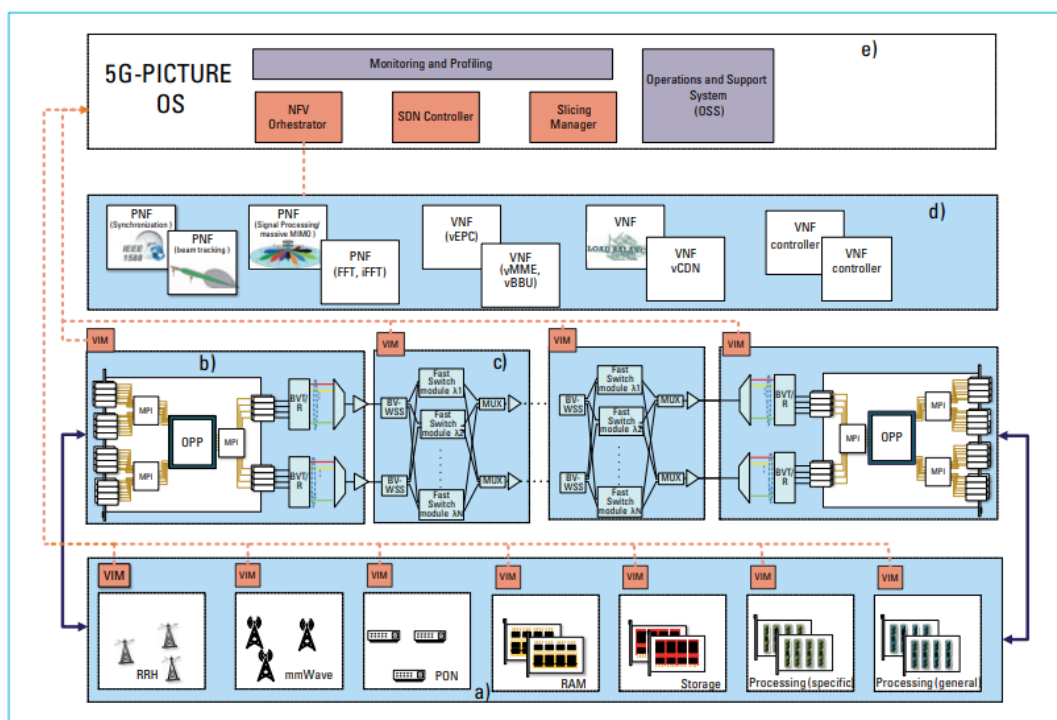 e)
5G-PICTURE
OS
Monitoring and Profiling
Operations and Support
System
(OSS)
NFV
Orhestrator
SDN Controller
Slicing
Manager
d)
PNF
(Synchronization)
IEEE
1588
PNF
(beam tracking)
PNF
(Signal Processing/
massive MIMO)
PNF
(FFT, iFFT)
VNF
(vEPC)
VNF
(vMME,
vBBU)
VNF
LOAD BALANC
VNF
vCDN
VNF
controller
VNF
controller
VIM
VIM
VIM
VIM
b)
MPI
MPI
OPP
MPI
BVT/
R
BVT/
R
c)
BV-
WSS
BV-
WSS
Fast
Switch
module λ1
Fast
Switch
module λ2
Fast
Switch
module λN
MUX
MUX
BV-
WSS
BV-
WSS
Fast
Switch
module λ1
Fast
Switch
module λ2
Fast
Switch
module λN
MUX
MUX
BVT/
R
BVT/
R
MPI
OPP
MPI
MPI
VIM
VIM
VIM
VIM
VIM
VIM
VIM
RRH
mmWave
PON
RAM
Storage
Processing (specific)
Processing (general)
a)